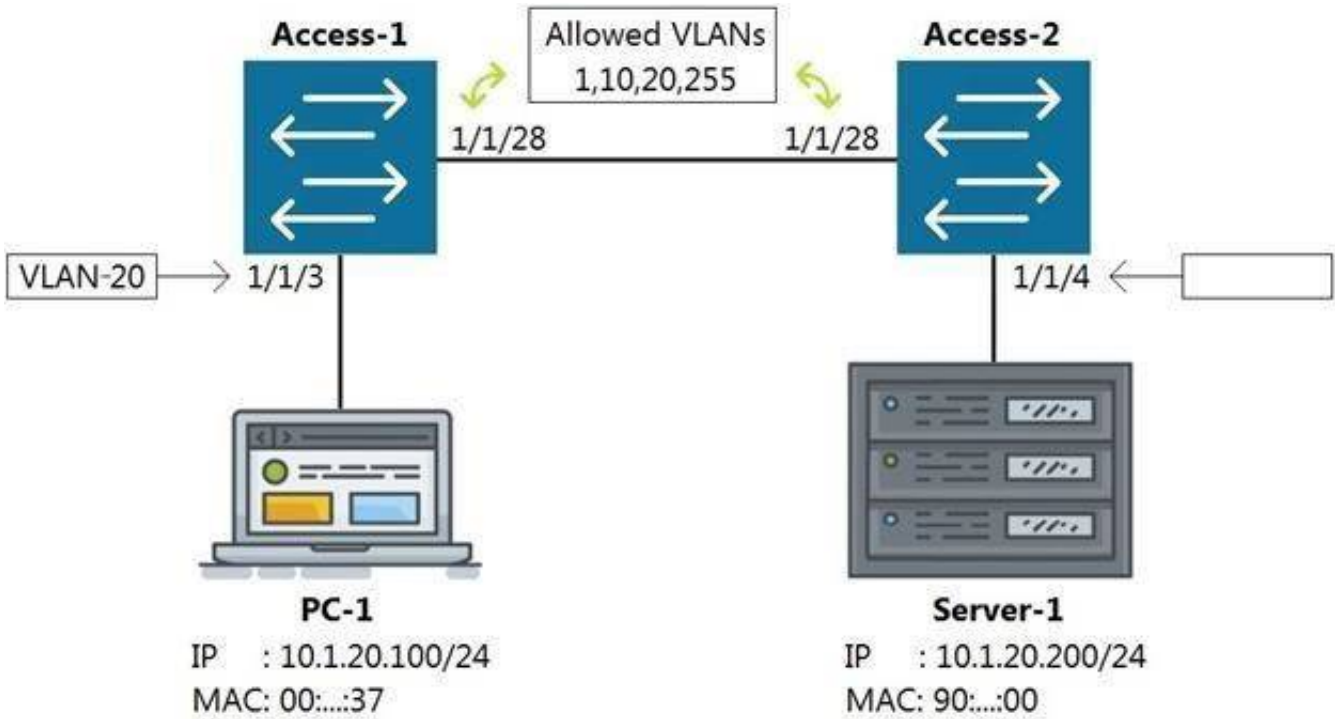 Access-1
Allowed VLANs
1,10,20,255
Access-2
1/1/28
1/1/28
VLAN-20
1/1/3
1/1/4
PC-1
IP : 10.1.20.100/24
MAC: 00:...:37
Server-1
IP : 10.1.20.200/24
MAC: 90:...:00